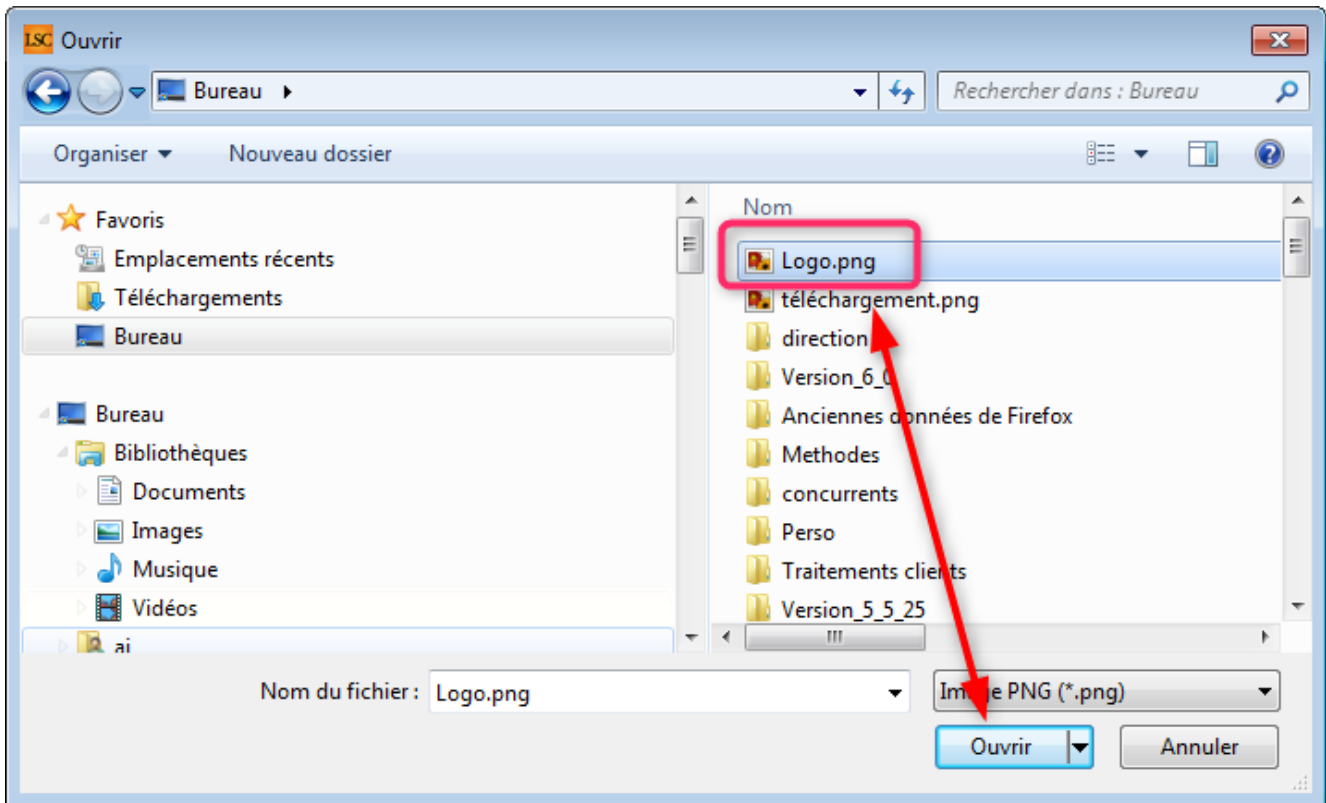 LSC Ouvrir
Bureau
Rechercher dans : Bureau
Organiser
Nouveau dossier
Favoris
Emplacements récents
Téléchargements
Bureau
Bureau
Bibliothèques
Documents
Images
Musique
Vidéos
ai
Nom
Logo.png
téléchargement.png
direction
Version_6_0
Anciennes données de Firefox
Methodes
concurrents
Perso
Traitements clients
Version_5_5_25
Nom du fichier : Logo.png
Image PNG (*.png)
Ouvrir
Annuler